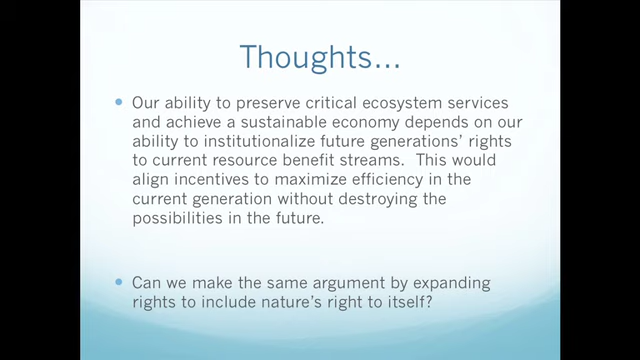 Thoughts...
Our ability to preserve critical ecosystem services
and achieve a sustainable economy depends on our
ability to institutionalize future generations' rights
to current resource benefit streams. This would
align incentives to maximize efficiency in the
current generation without destroying the
possibilities in the future.
Can we make the same argument by expanding
rights to include nature's right to itself?